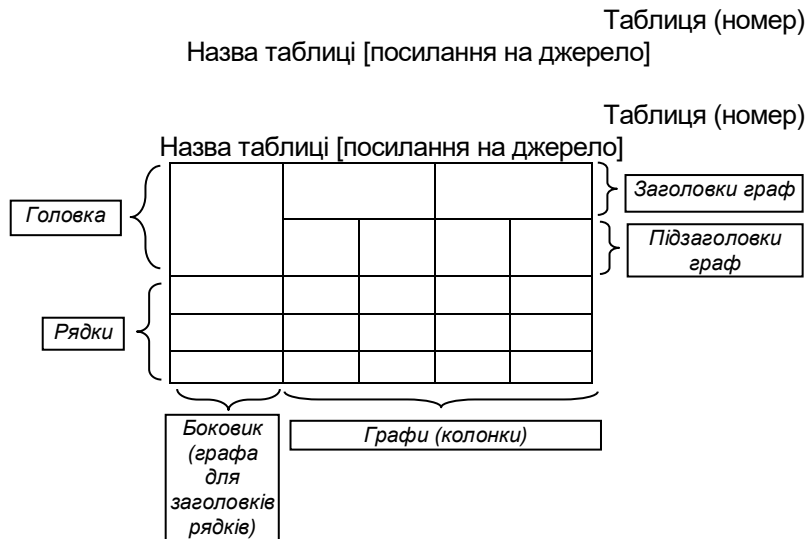 Таблиця (номер)
Назва таблиці [посилання на джерело]
Таблиця (номер)
Назва таблиці [посилання на джерело]
Головка
Заголовки граф
Підзаголовки
граф
Рядки
Боковик
(графа
для
заголовків
рядків)
Графи (колонки)